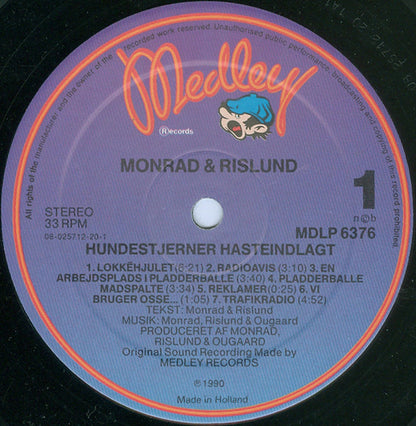 All rights of the manufacturer, and the owner of the recorded work reserved. Unauthorised public performance, broadcasting and copying of this record prohibited.
Medley
Records
MONRAD & RISLUND
1
STEREO
33 RPM
08-025712-20-1
n©b
MDLP 6376
HUNDESTJERNER HASTEINDLAGT
1. LOKKÉHJULET (3:21) 2. RADIOAVIS (3:10) 3. EN
ARBEJDSPLADS I PLADDERBALLE (3:40) 4. PLADDERBALLE
MADSPALTE (3:34) 5. REKLAMER (0:25) 6. VI
BRUGER OSSE... (1:05) 7. TRAFIKRADIO (4:52)
TEKST: Monrad & Rislund
MUSIK: Monrad, Rislund & Ougaard
PRODUCERET AF MONRAD,
RISLUND & OUGAARD
Original Sound Recording Made by
MEDLEY RECORDS
℗ 1990
Made in Holland